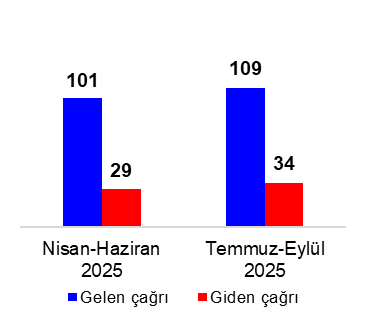 101
29
109
34
Nisan-Haziran
2025
Temmuz-Eylül
2025
Gelen çağrı
Giden çağrı